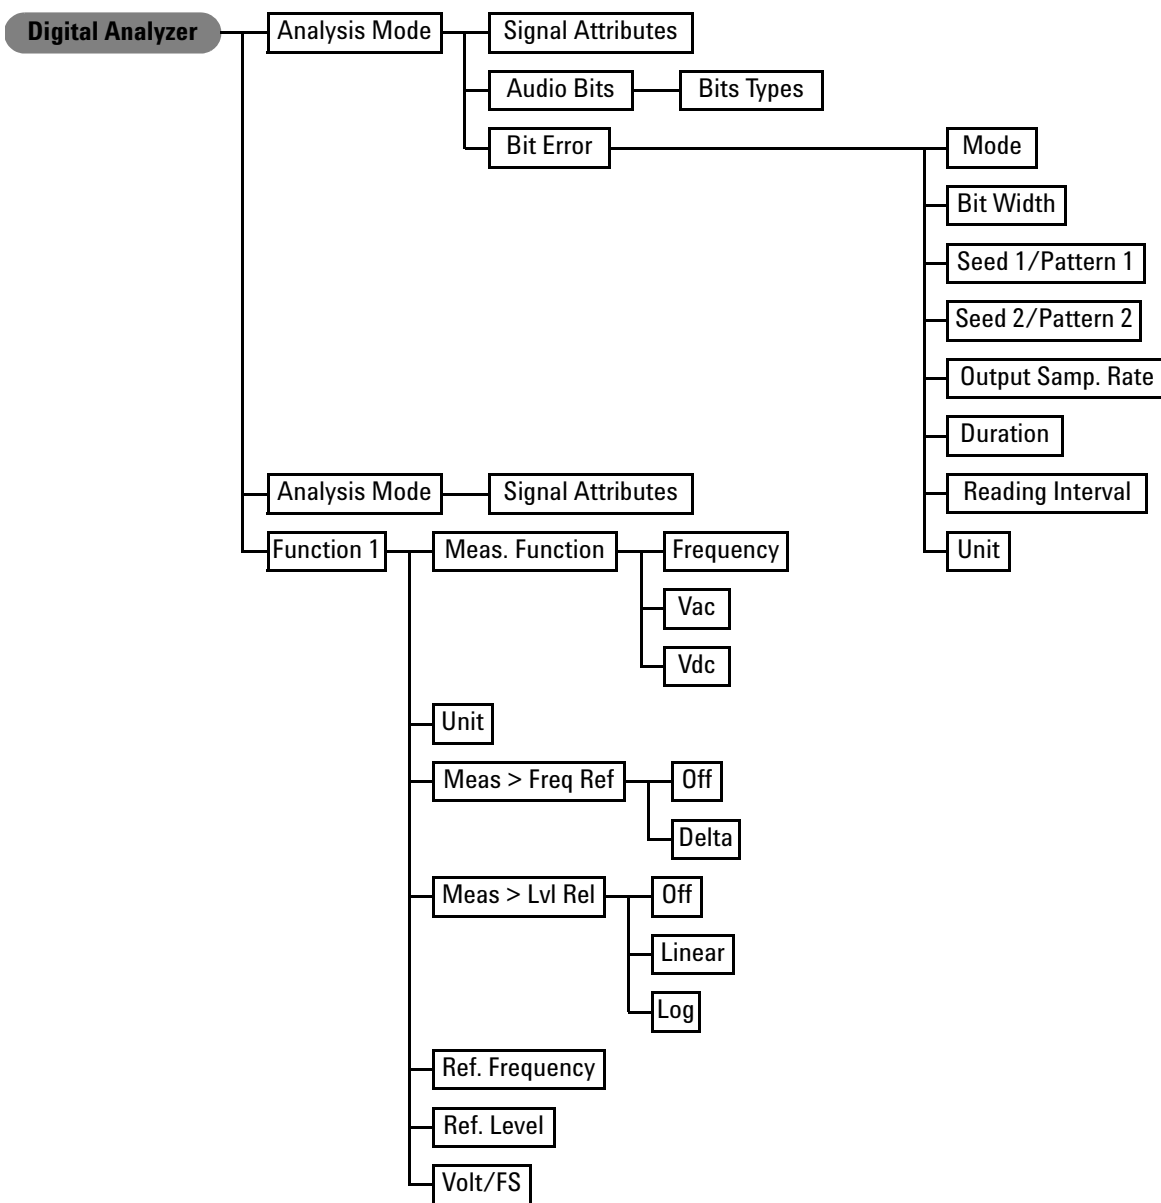 Digital Analyzer
Analysis Mode
Signal Attributes
Audio Bits
Bits Types
Bit Error
Mode
Bit Width
Seed 1/Pattern 1
Seed 2/Pattern 2
Output Samp. Rate
Duration
Analysis Mode
Signal Attributes
Reading Interval
Function 1
Meas. Function
Frequency
Unit
Vac
Vdc
Unit
Meas > Freq Ref
Off
Delta
Meas > Lvl Rel
Off
Linear
Log
Ref. Frequency
Ref. Level
Volt/FS